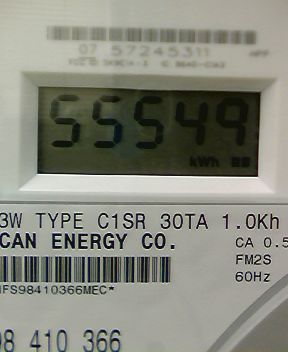 07 57245311
55549
kWh
3W TYPE C1SR 30TA 1.0Kh
CAN ENERGY CO.
CA 0.5
FM2S
60Hz
IFS98410366MEC*
98 410 366